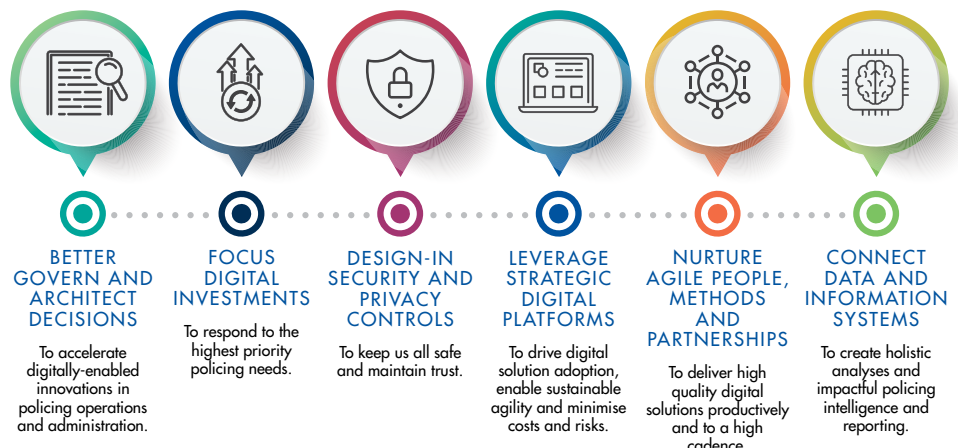 BETTER
GOVERN AND
ARCHITECT
DECISIONS
To accelerate
digitally-enabled
innovations in
policing operations
and administration.
FOCUS
DIGITAL
INVESTMENTS
To respond to the
highest priority
policing needs.
DESIGN-IN
SECURITY AND
PRIVACY
CONTROLS
To keep us all safe
and maintain trust.
LEVERAGE
STRATEGIC
DIGITAL
PLATFORMS
To drive digital
solution adoption,
enable sustainable
agility and minimise
costs and risks.
NURTURE
AGILE PEOPLE,
METHODS
AND
PARTNERSHIPS
To deliver high
quality digital
solutions productively
and to a high
cadence
CONNECT
DATA AND
INFORMATION
SYSTEMS
To create holistic
analyses and
impactful policing
intelligence and
reporting.